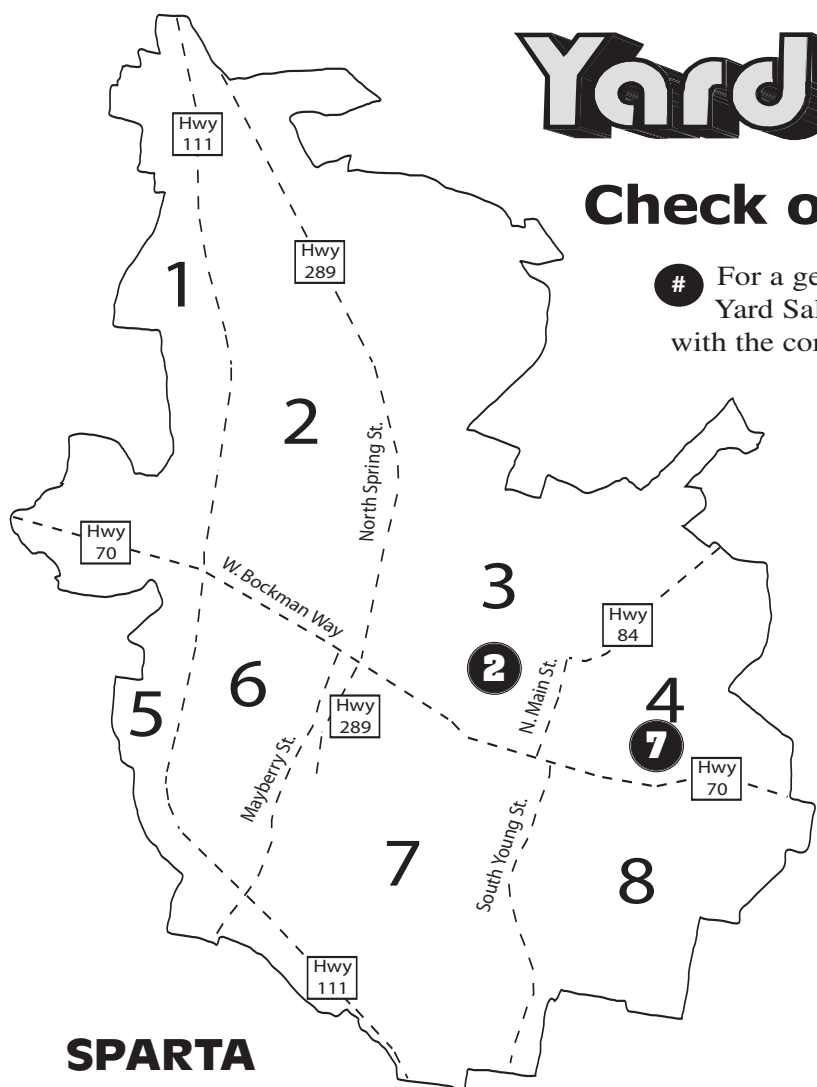 Yard
Check o
# For a ge
Yard Sal
with the cor
Hwy
111
Hwy
289
1
2
North Spring St.
Hwy
70
W. Bockman Way
3
Hwy
84
2
N. Main St.
4
7
Hwy
70
5
6
Hwy
289
Mayberry St.
7
South Young St.
8
Hwy
111
SPARTA